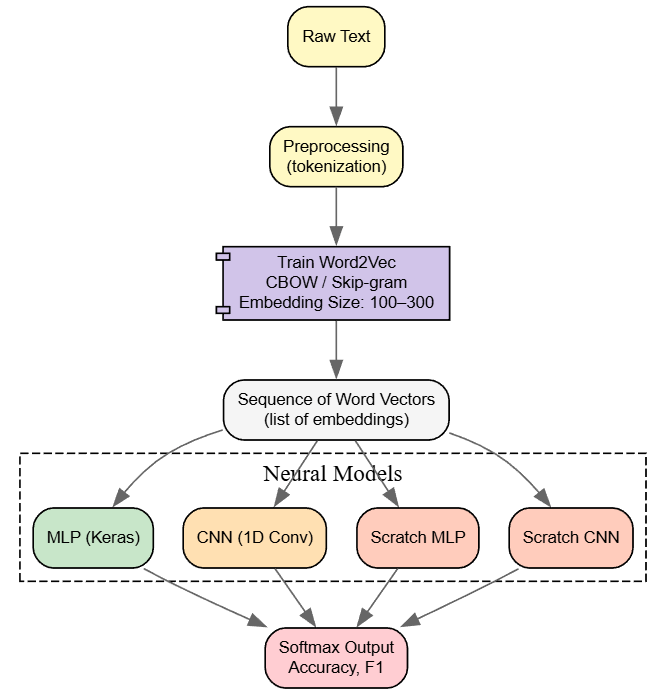 Raw Text
Preprocessing
(tokenization)
Train Word2Vec
CBOW / Skip-gram
Embedding Size: 100–300
Sequence of Word Vectors
(list of embeddings)
Neural Models
MLP (Keras)
CNN (1D Conv)
Scratch MLP
Scratch CNN
Softmax Output
Accuracy, F1